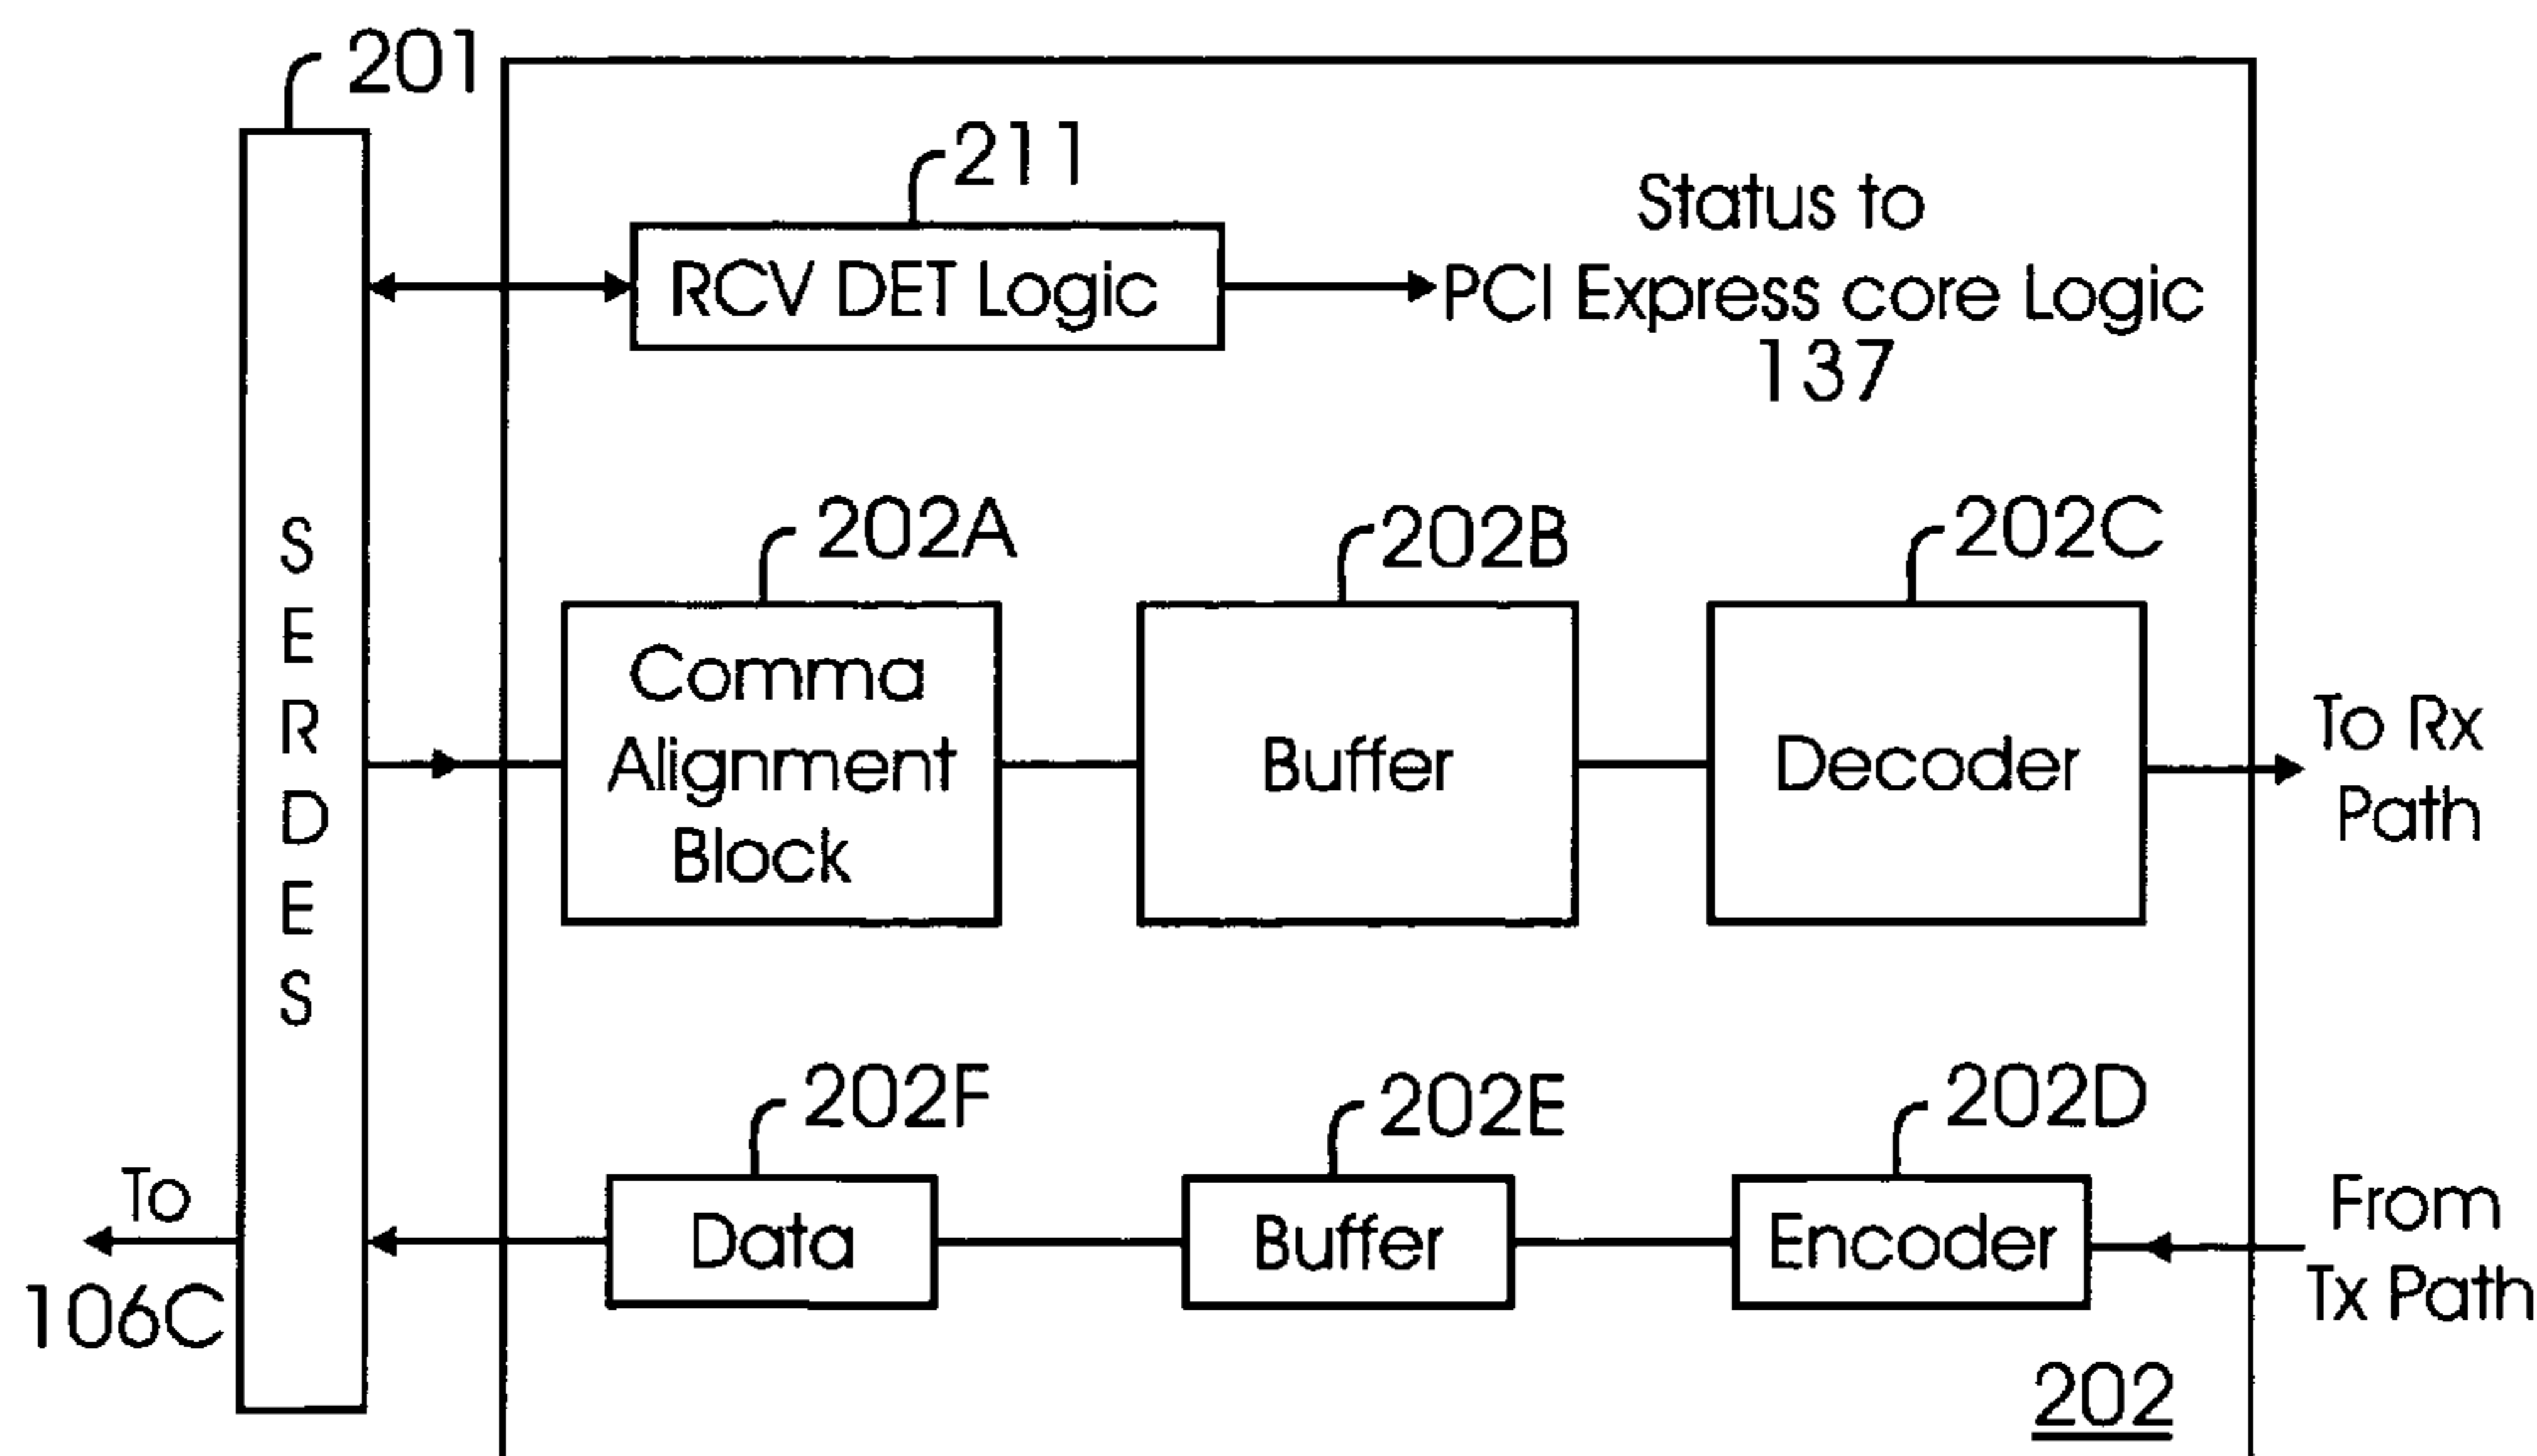 201
211
RCV DET Logic
Status to
PCI Express core Logic
137
SERDES
202A
Comma
Alignment
Block
202B
Buffer
202C
Decoder
To Rx
Path
202F
Data
202E
Buffer
202D
Encoder
From
Tx Path
To
106C
202